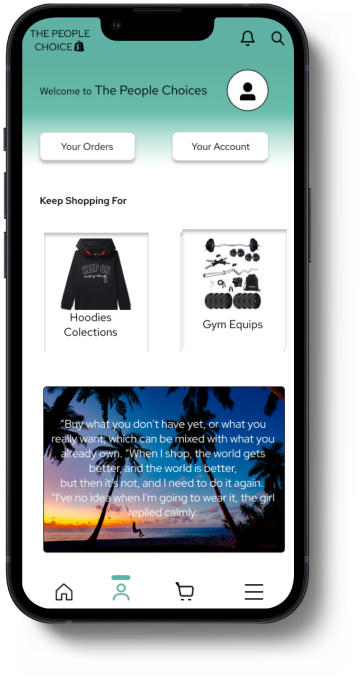 THE PEOPLE
CHOICE
Welcome to The People Choices
Your Orders
Your Account
Keep Shopping For
KEEP ON
moving
Hoodies
Colections
Gym Equips
“Buy what you don’t have yet, or what you
really want, which can be mixed with what you
already own. “When I shop, the world gets
better, and the world is better,
but then it’s not, and I need to do it again.
“I’ve no idea when I’m going to wear it, the girl
replied calmly.